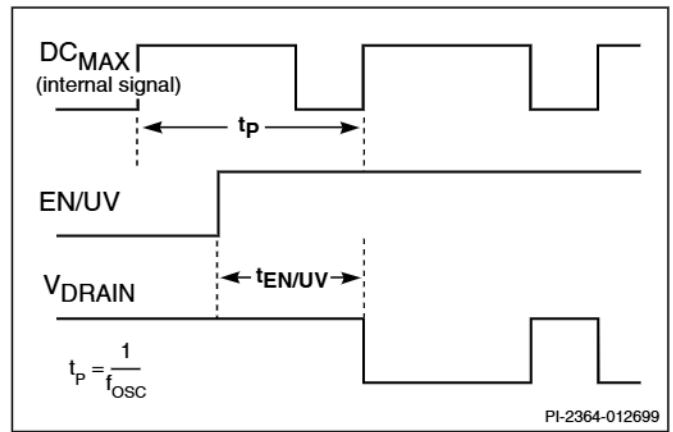 DCMAX
(internal signal)
tP
EN/UV
tEN/UV
VDRAIN
tP = 1
fOSC
PI-2364-012699